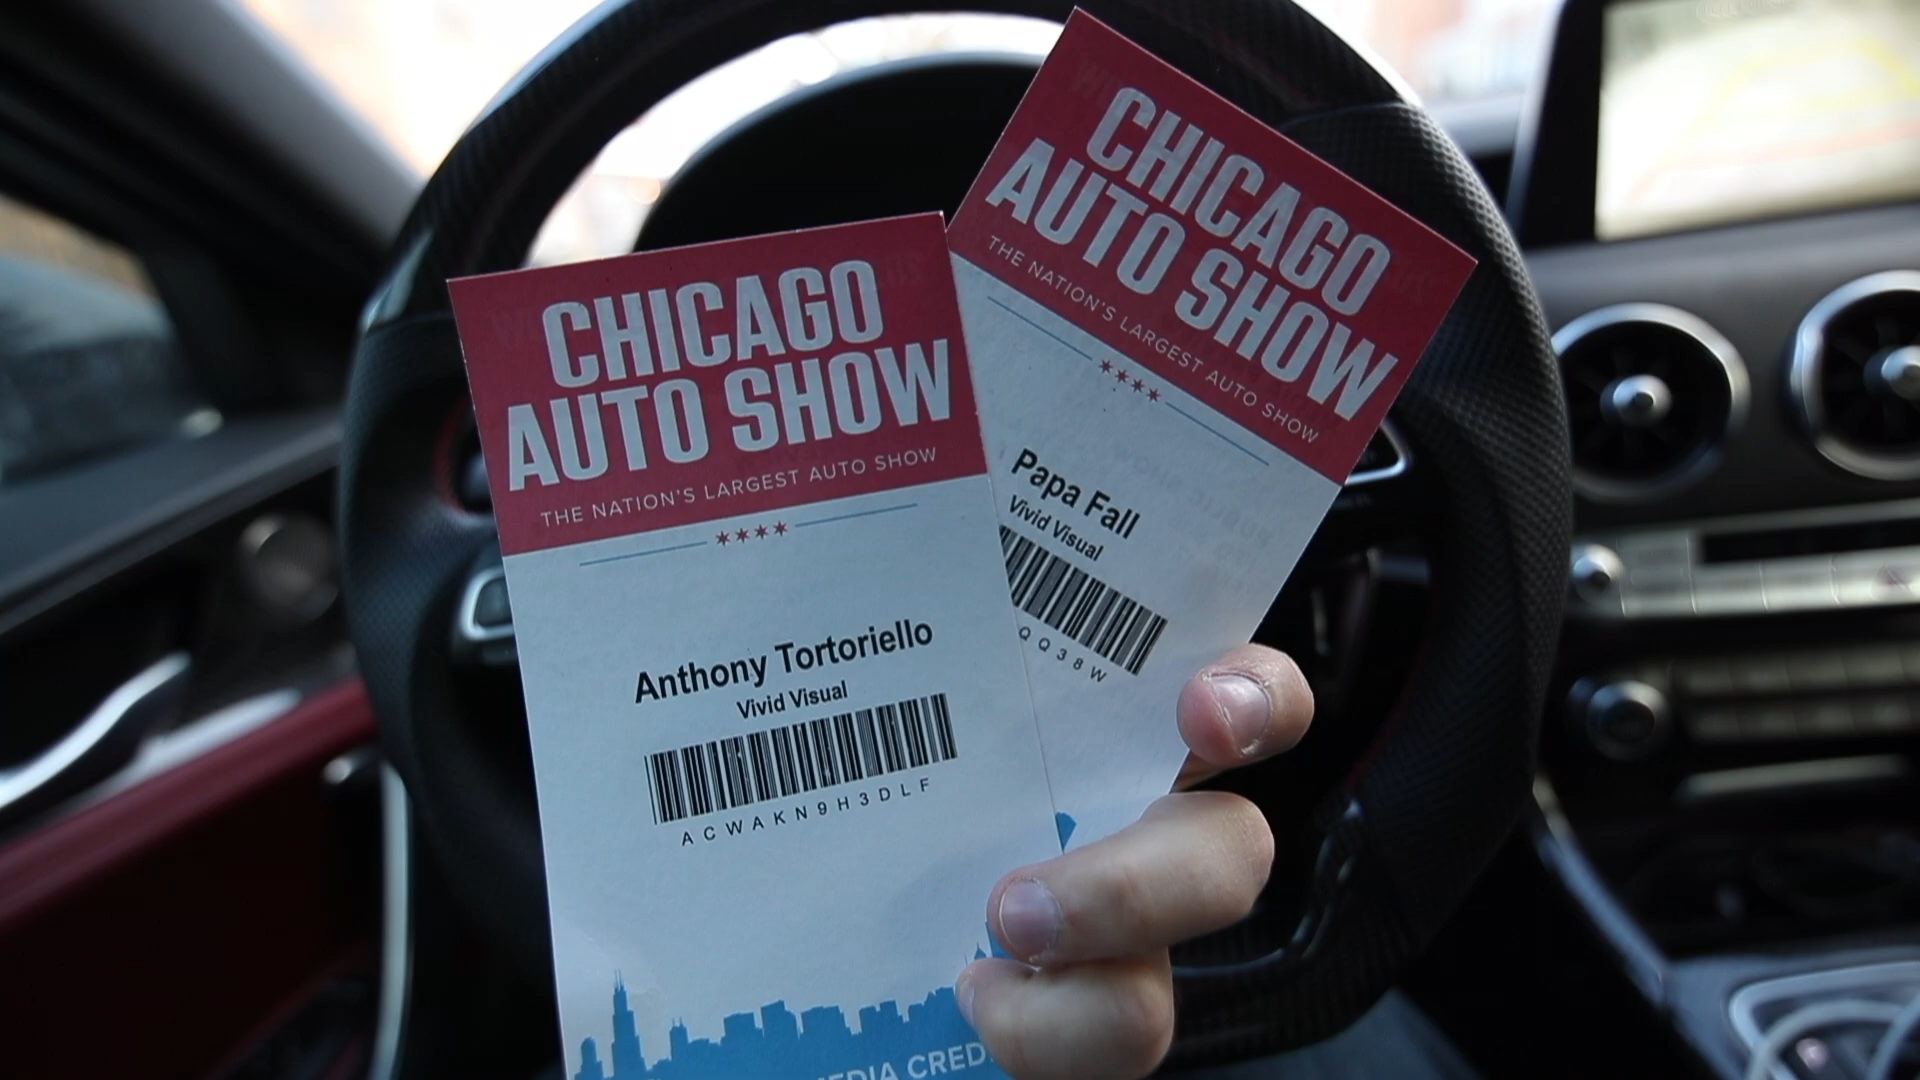 CHICAGO
AUTO SHOW
THE NATION'S LARGEST AUTO SHOW
Anthony Tortoriello
Vivid Visual
ACWAKN9H3DLF
MEDIA CRED
CHICAGO
AUTO SHOW
THE NATION'S LARGEST AUTO SHOW
Papa Fall
Vivid Visual
QQ38W